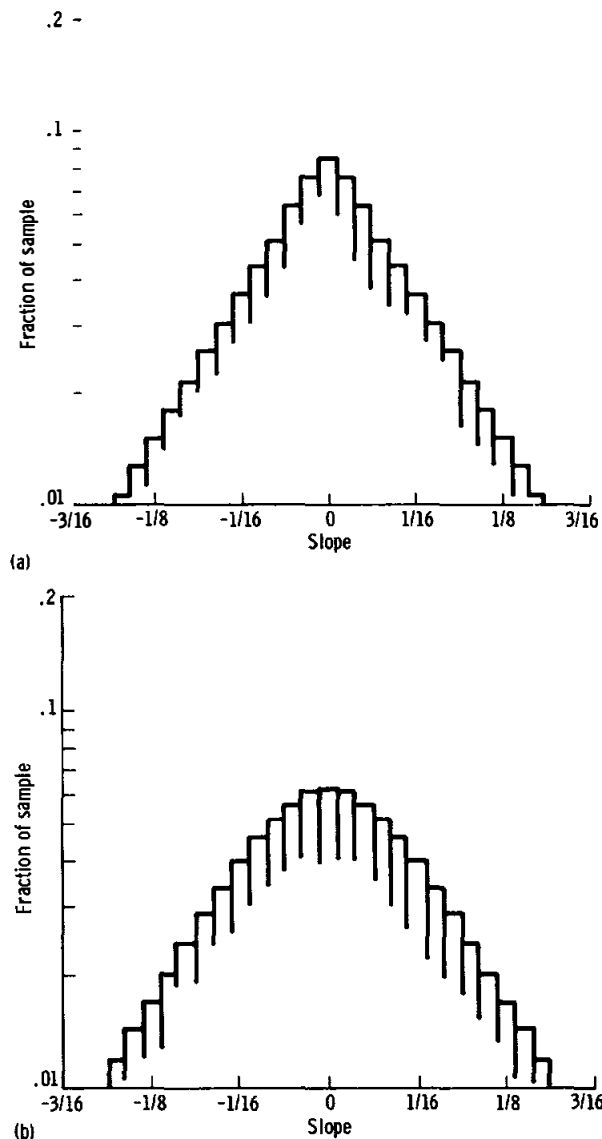 .2
.1
Fraction of sample
.01
-3/16 -1/8 -1/16 0 1/16 1/8 3/16
Slope
(a)
.2
.1
Fraction of sample
.01
-3/16 -1/8 -1/16 0 1/16 1/8 3/16
Slope
(b)